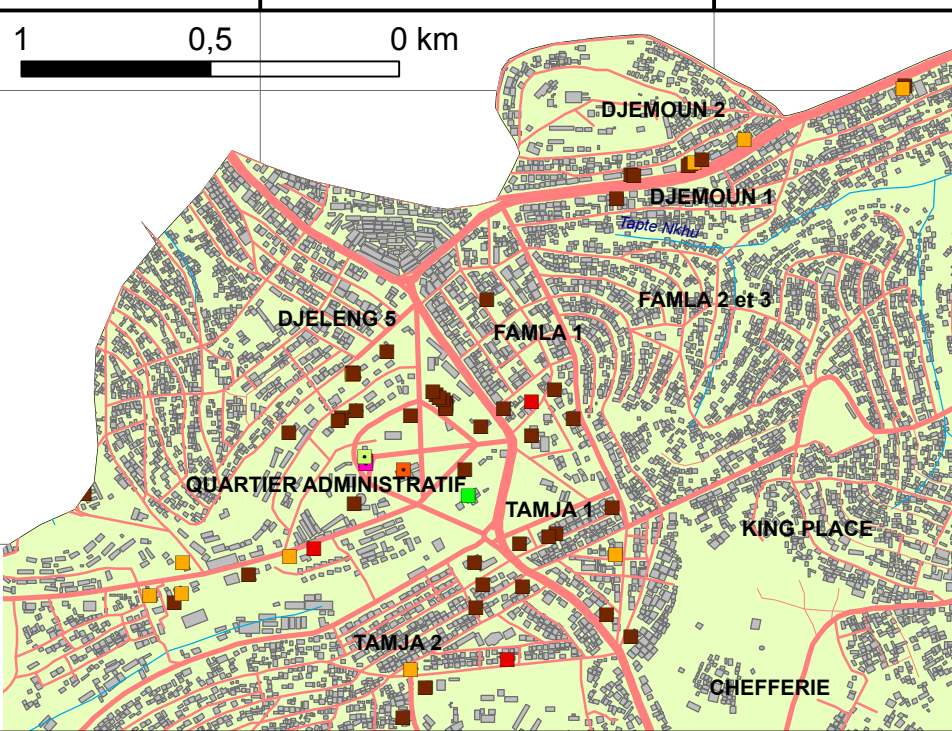 1 0,5 0 km
DJEMOUN 2
DJEMOUN 1
Tapte Nkhu
FAMLA 2 et 3
DJELENG 5
FAMLA 1
QUARTIER ADMINISTRATIF
TAMJA 1
KING PLACE
TAMJA 2
CHEFFERIE